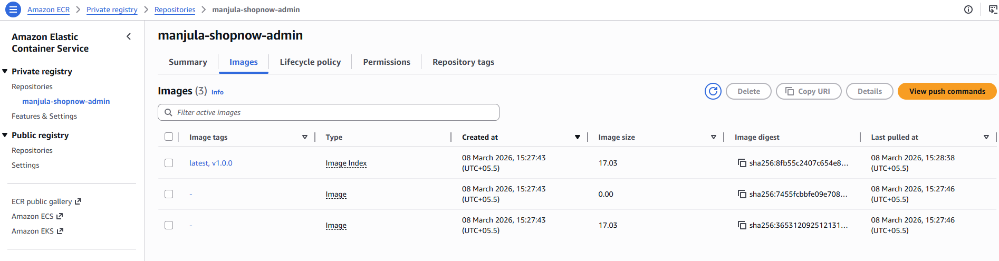 Amazon ECR > Private registry > Repositories > manjula-shopnow-admin
Amazon Elastic
Container Service
Private registry
Repositories
manjula-shopnow-admin
Features & Settings
Public registry
Repositories
Settings
ECR public gallery
Amazon ECS
Amazon EKS
manjula-shopnow-admin
Summary Images Lifecycle policy Permissions Repository tags
Images (3) Info
Delete Copy URI Details View push commands
Filter active images
Image tags Type Created at Image size Image digest Last pulled at
latest, v1.0.0 Image Index 08 March 2026, 15:27:43 (UTC+05.5) 17.03 sha256:8fb55c2407c654e8... 08 March 2026, 15:28:38 (UTC+05.5)
- Image 08 March 2026, 15:27:43 (UTC+05.5) 0.00 sha256:7455fcbbfe09e708... 08 March 2026, 15:27:46 (UTC+05.5)
- Image 08 March 2026, 15:27:43 (UTC+05.5) 17.03 sha256:365312092512131... 08 March 2026, 15:27:46 (UTC+05.5)